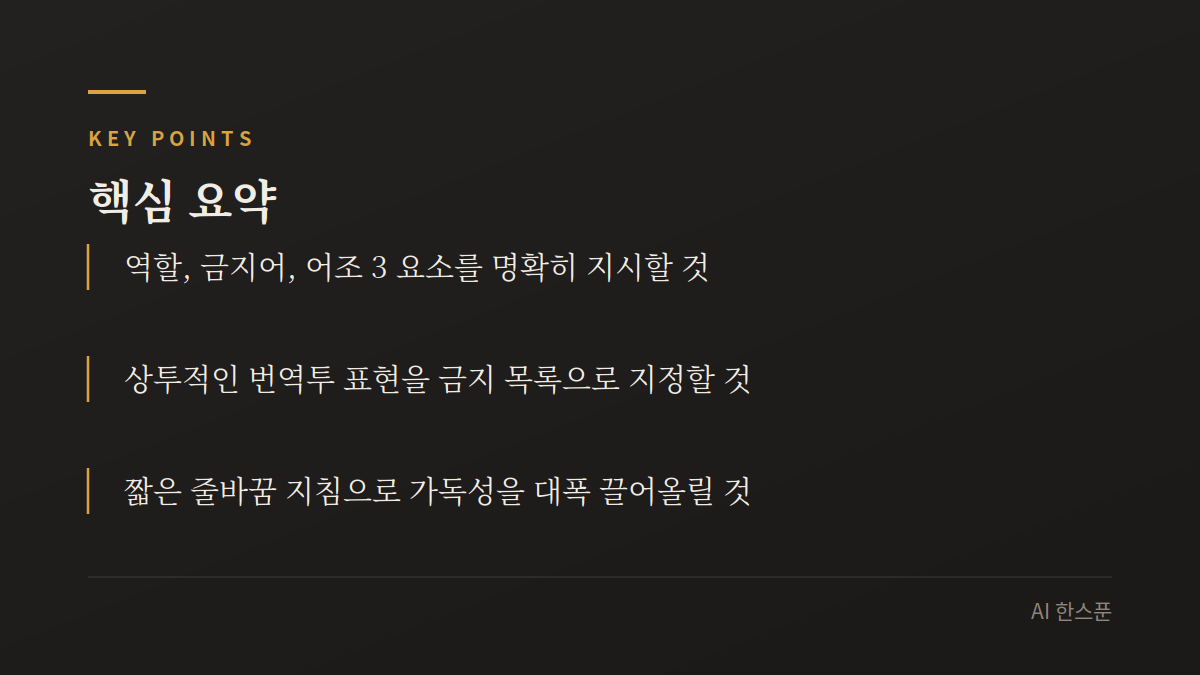 KEY POINTS
핵심 요약
역할, 금지어, 어조 3 요소를 명확히 지시할 것
상투적인 번역투 표현을 금지 목록으로 지정할 것
짧은 줄바꿈 지침으로 가독성을 대폭 끌어올릴 것
AI 한스푼